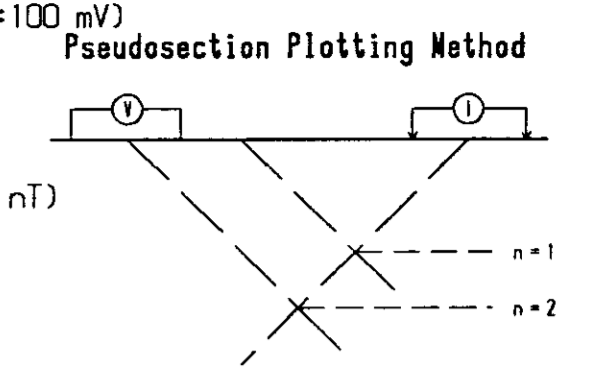 =100 mV)
Pseudosection Plotting Method
V
i
nT)
n = 1
n = 2